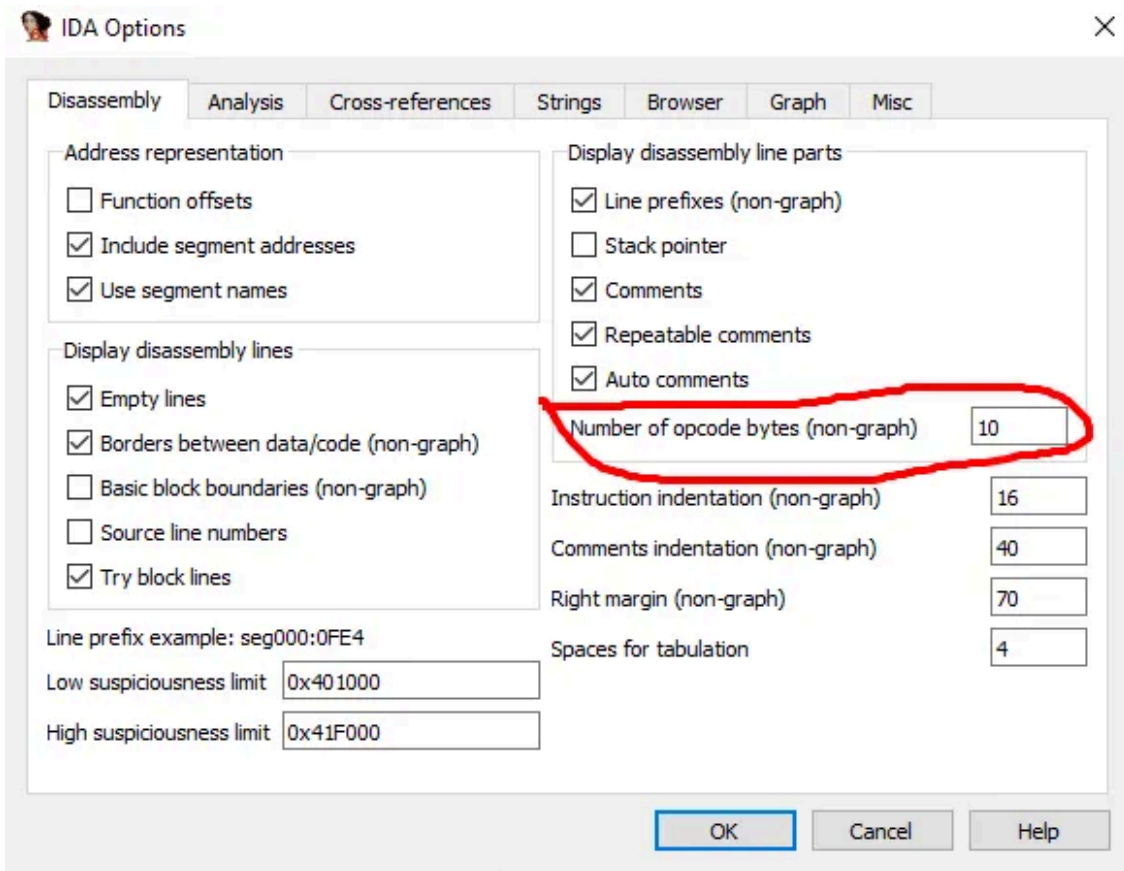 IDA Options
Disassembly Analysis Cross-references Strings Browser Graph Misc
Address representation
Function offsets
Include segment addresses
Use segment names
Display disassembly lines
Empty lines
Borders between data/code (non-graph)
Basic block boundaries (non-graph)
Source line numbers
Try block lines
Line prefix example: seg000:0FE4
Low suspiciousness limit 0x401000
High suspiciousness limit 0x41F000
Display disassembly line parts
Line prefixes (non-graph)
Stack pointer
Comments
Repeatable comments
Auto comments
Number of opcode bytes (non-graph) 10
Instruction indentation (non-graph) 16
Comments indentation (non-graph) 40
Right margin (non-graph) 70
Spaces for tabulation 4
OK Cancel Help